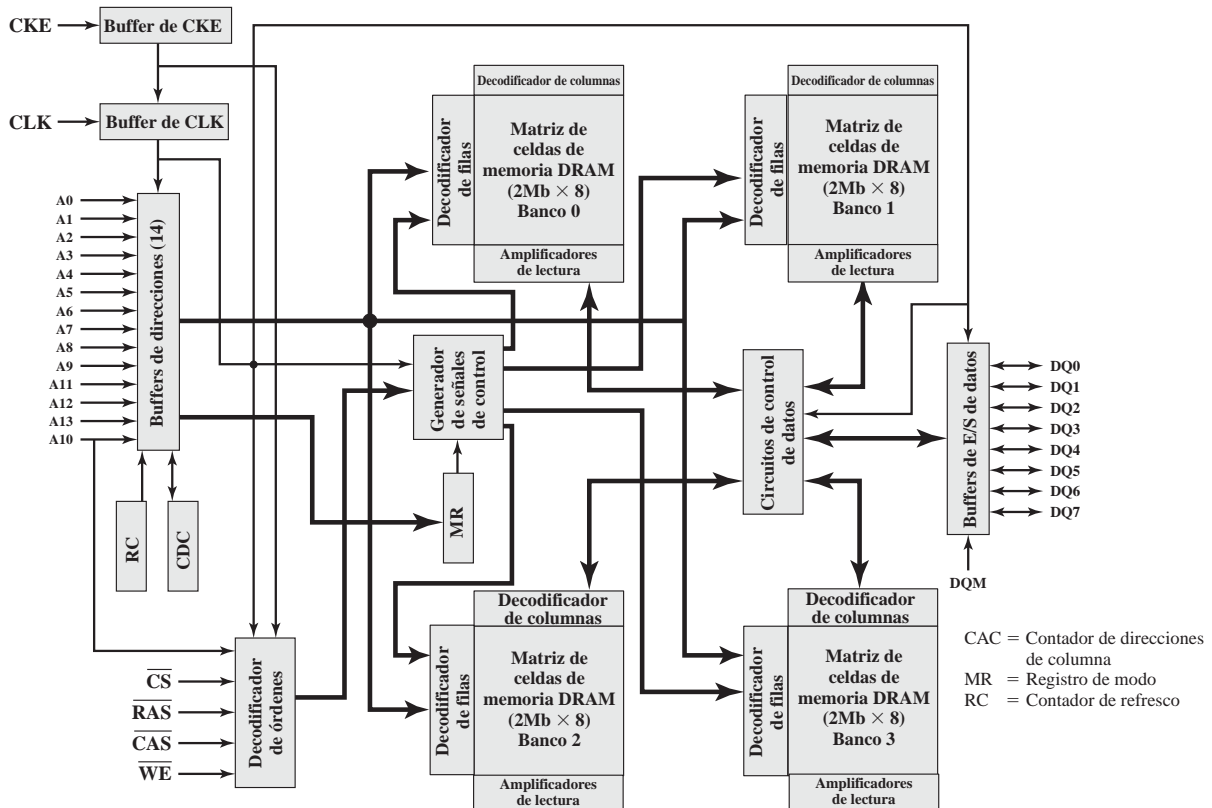 CKE
Buffer de CKE
CLK
Buffer de CLK
A0
A1
A2
A3
A4
A5
A6
A7
A8
A9
A11
A12
A13
A10
Buffers de direcciones (14)
RC
CDC
CS
RAS
CAS
WE
Decodificador
de órdenes
Generador
de señales
de control
MR
Decodificador de columnas
Decodificador
de filas
Matriz de
celdas de
memoria DRAM
(2Mb × 8)
Banco 0
Amplificadores
de lectura
Decodificador de columnas
Decodificador
de filas
Matriz de
celdas de
memoria DRAM
(2Mb × 8)
Banco 1
Amplificadores
de lectura
Circuitos de control
de datos
Buffers de E/S de datos
DQ0
DQ1
DQ2
DQ3
DQ4
DQ5
DQ6
DQ7
DQM
Decodificador
de columnas
Decodificador
de filas
Matriz de
celdas de
memoria DRAM
(2Mb × 8)
Banco 2
Amplificadores
de lectura
Decodificador
de columnas
Decodificador
de filas
Matriz de
celdas de
memoria DRAM
(2Mb × 8)
Banco 3
Amplificadores
de lectura
CAC = Contador de direcciones
de columna
MR = Registro de modo
RC = Contador de refresco